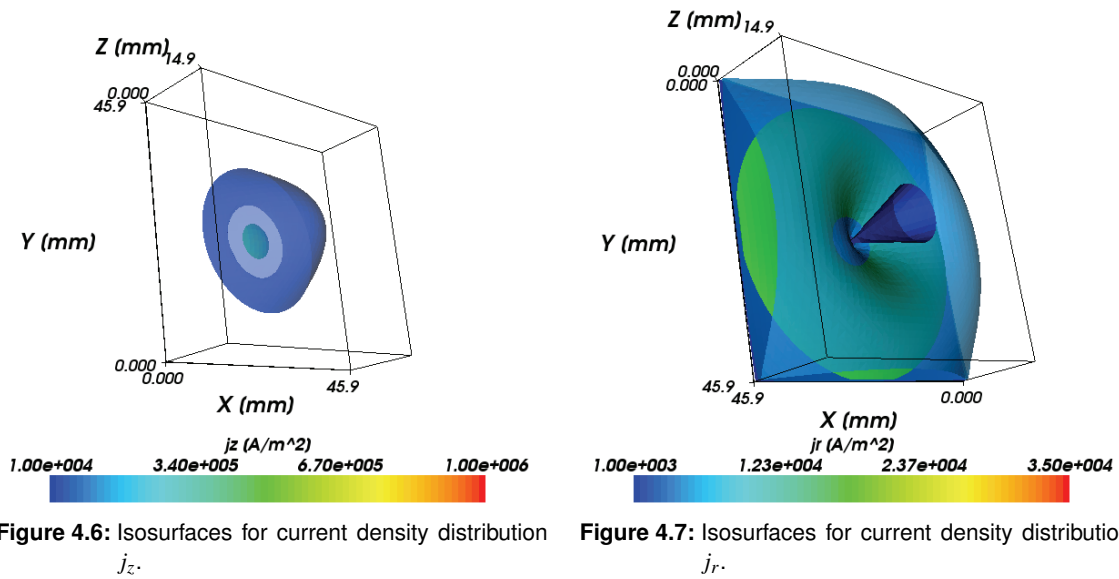 Z (mm)
14.9
0.000
45.9
Y (mm)
0.000
0.000
45.9
X (mm)
jz (A/m^2)
1.00e+004 3.40e+005 6.70e+005 1.00e+006
Figure 4.6: Isosurfaces for current density distribution
jz.
Z (mm)
14.9
0.000
0.000
Y (mm)
45.9
45.9
0.000
X (mm)
jr (A/m^2)
1.00e+003 1.23e+004 2.37e+004 3.50e+004
Figure 4.7: Isosurfaces for current density distributio
jr.